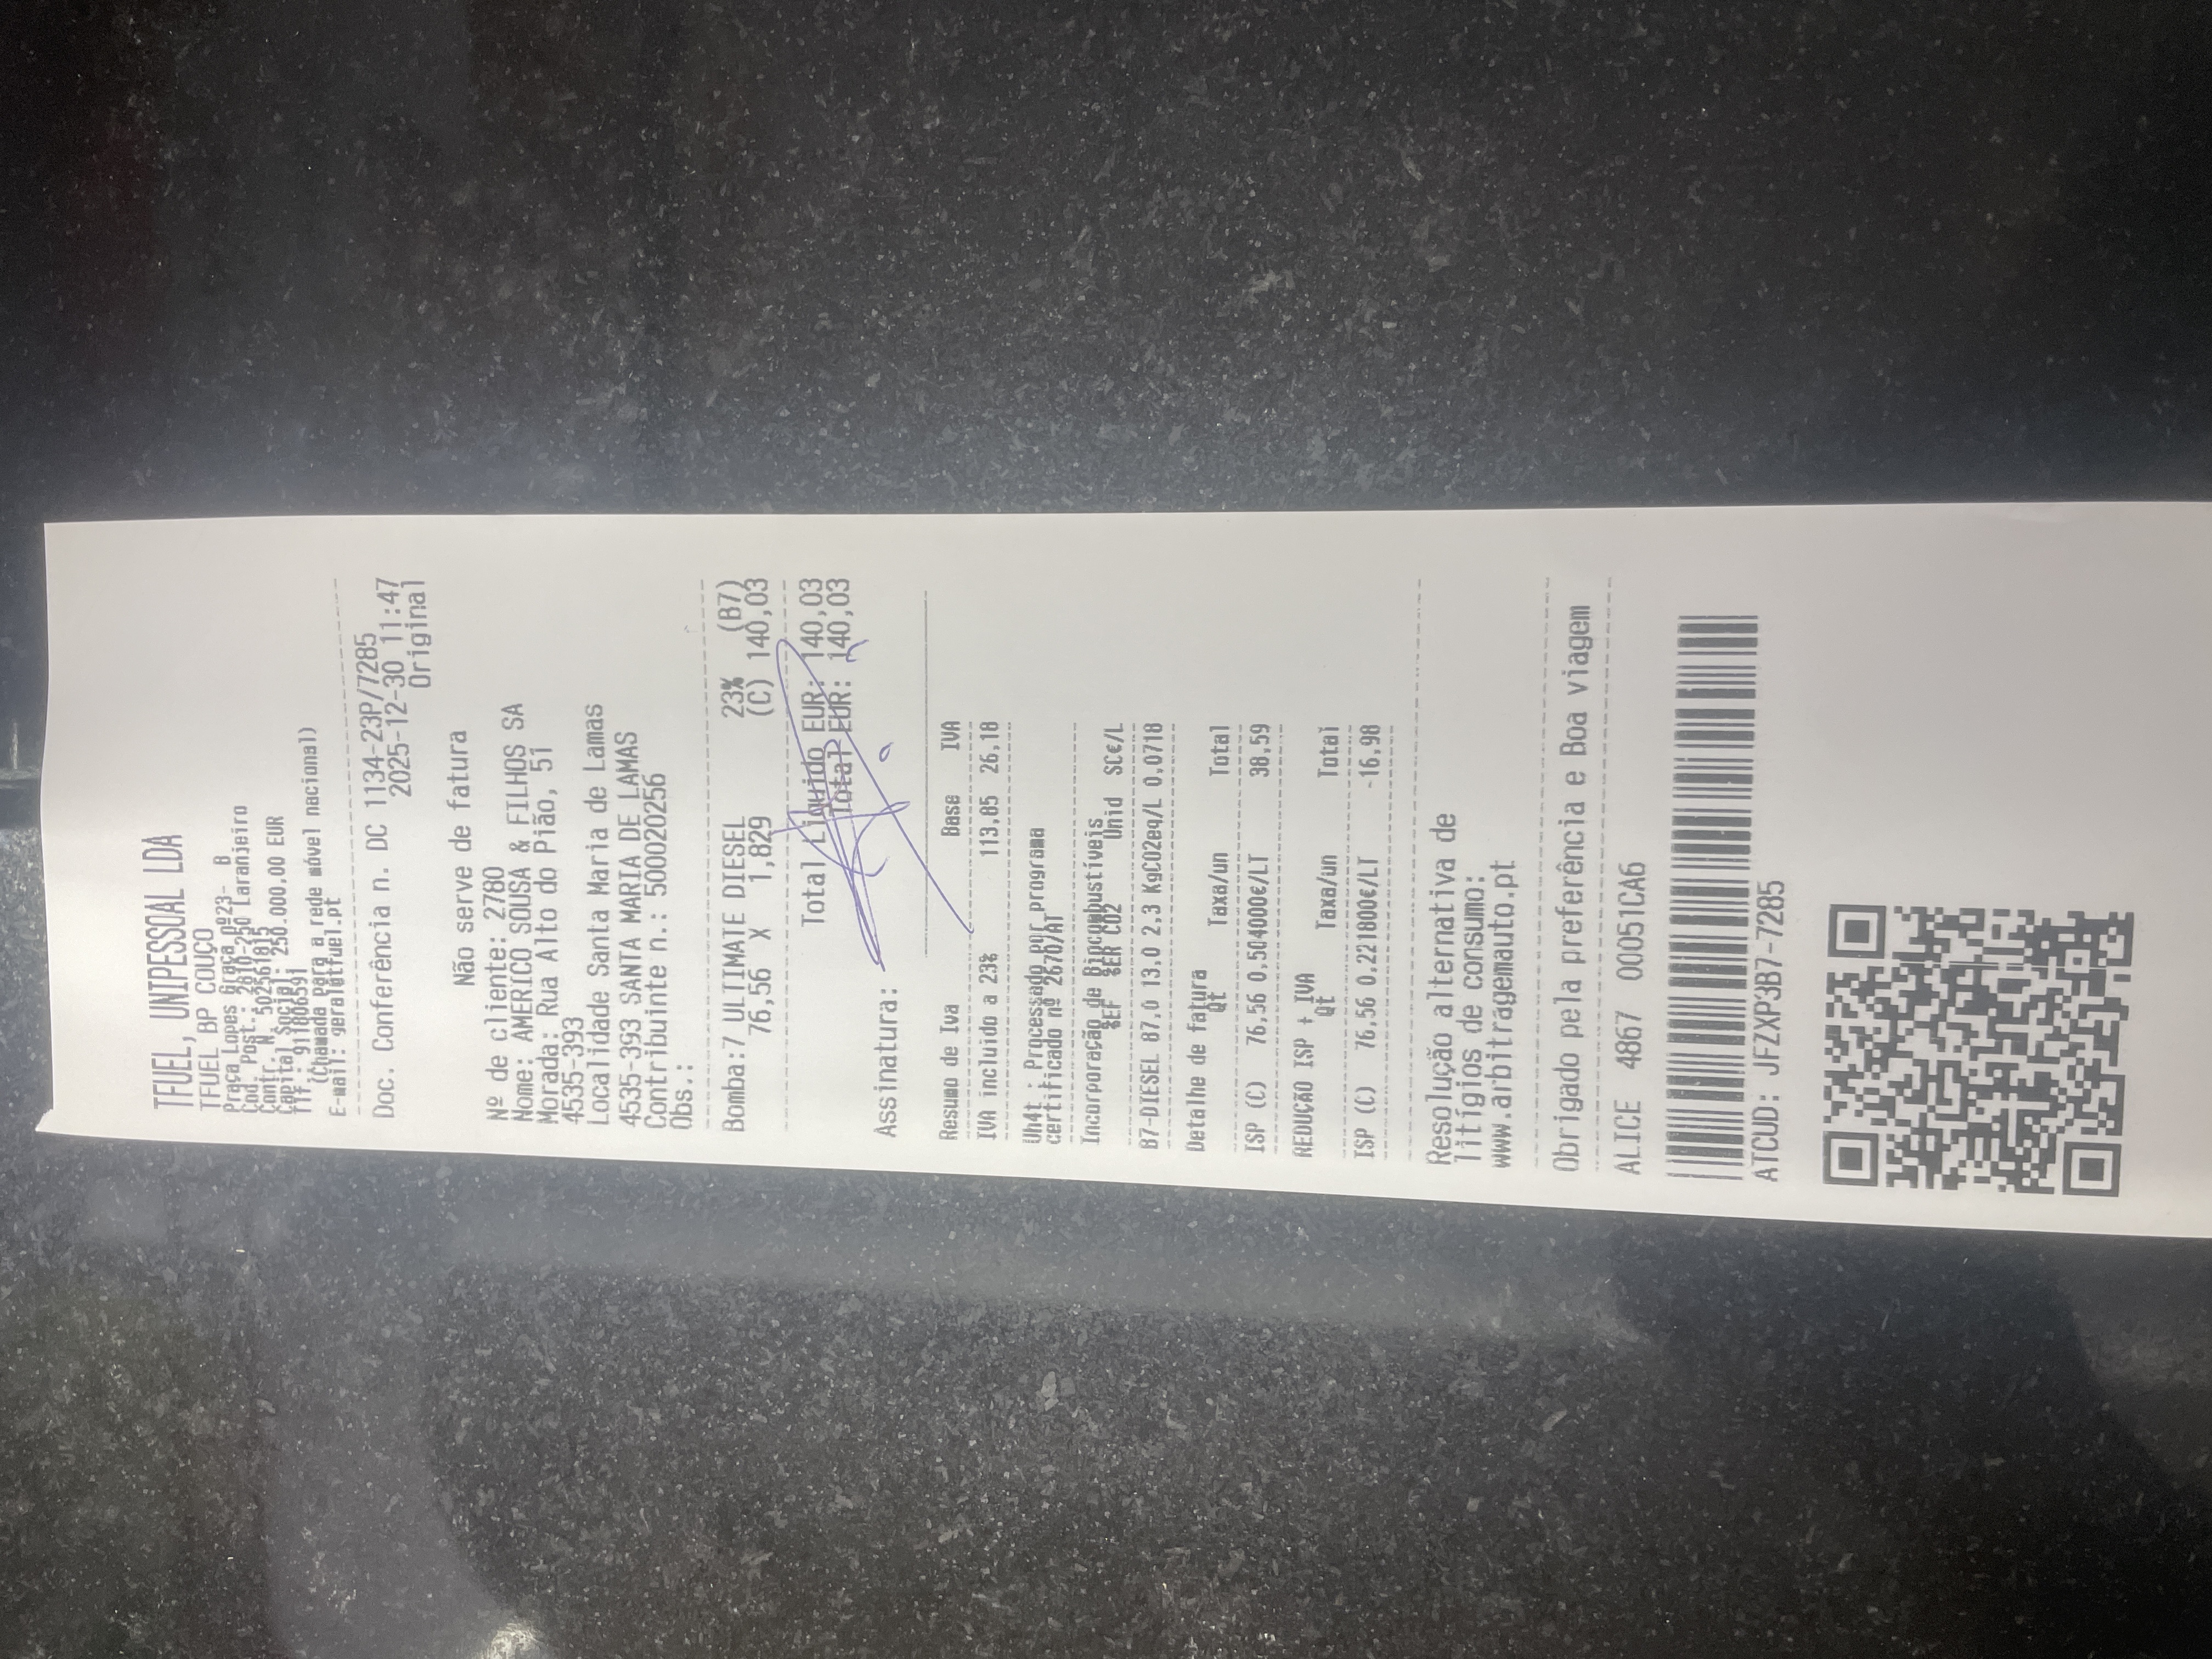 TFUEL, UNIPESSOAL LDA
TFUEL BP COUÇO
Praça Lopes Graça nº23- B
Cod. Post.: 2810-250 Laranjeiro
Contr. N 502561815
Capital Social: 250.000,00 EUR
Tlf.: 91180659
(Chamada para a rede móvel nacional)
E-mail: geral@tfuel.pt
Doc. Conferência n. DC 1134-23P/7285
2025-12-30 11:47
Original
Não serve de fatura
Nº de cliente: 2780
Nome: AMERICO SOUSA & FILHOS SA
Morada: Rua Alto do Pião, 51
4535-393
Localidade Santa Maria de Lamas
4535-393 SANTA MARIA DE LAMAS
Contribuinte n.: 500020256
Obs.:
Bomba:7 ULTIMATE DIESEL 23% (B7)
76,56 X 1,829 (C) 140,03
Total Líquido EUR: 140,03
Total EUR: 140,03
Assinatura:
Resumo de Iva Base IVA
IVA incluído a 23% 113,85 26,18
Uh4t : Processado por programa
certificado nº 2670/AT
Incorporação de Biocombustíveis
%EF %ER CO2 Unid SC€/L
B7-DIESEL 87,0 13.0 2,3 KgCO2eq/L 0,0718
Detalhe de fatura
Qt Taxa/un Total
ISP (C) 76,56 0,504000€/LT 38,59
REDUÇÃO ISP + IVA
Qt Taxa/un Total
ISP (C) 76,56 0,221800€/LT -16,98
Resolução alternativa de
litígios de consumo:
www.arbitragemauto.pt
Obrigado pela preferência e Boa viagem
ALICE 4867 00051CA6
ATCUD: JFZXP3B7-7285